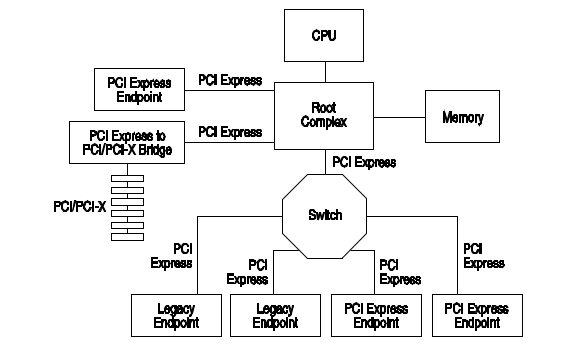 CPU
PCI Express
Endpoint
PCI Express
Root
Complex
Memory
PCI Express to
PCI/PCI-X Bridge
PCI Express
PCI Express
PCI/PCI-X
Switch
PCI
Express
PCI
Express
PCI
Express
PCI
Express
Legacy
Endpoint
Legacy
Endpoint
PCI Express
Endpoint
PCI Express
Endpoint